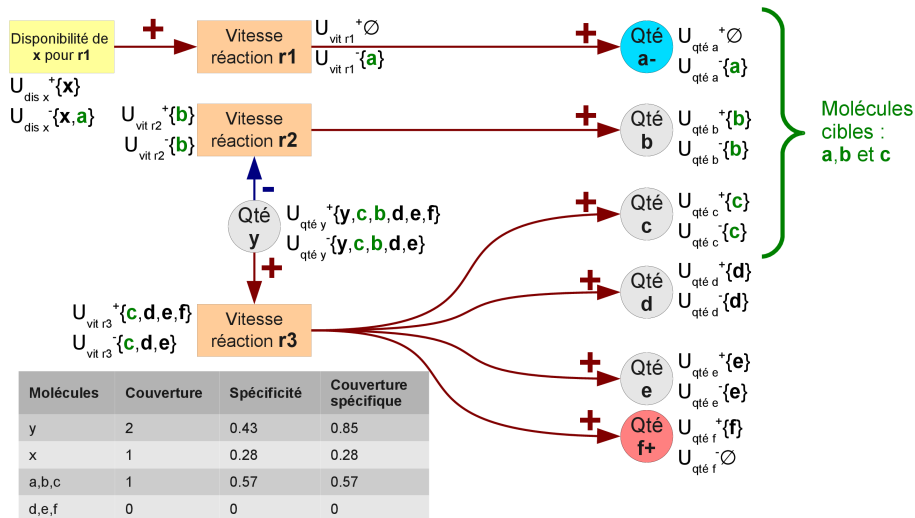 Disponibilité de
x pour r1
+
Vitesse
réaction r1
U vit r1 +∅
U vit r1 -{a}
+
Qté
a-
U qté a +∅
U qté a -{a}
U dis x +{x}
U dis x -{x,a}
U vit r2 +{b}
U vit r2 -{b}
Vitesse
réaction r2
+
Qté
b
U qté b +{b}
U qté b -{b}
Molécules
cibles :
a,b et c
-
Qté
y
U qté y +{y,c,b,d,e,f}
U qté y -{y,c,b,d,e}
+
+
Qté
c
U qté c +{c}
U qté c -{c}
+
Qté
d
U qté d +{d}
U qté d -{d}
U vit r3 +{c,d,e,f}
U vit r3 -{c,d,e}
Vitesse
réaction r3
+
Qté
e
U qté e +{e}
U qté e -{e}
+
Qté
f+
U qté f +{f}
U qté f -∅
Molécules Couverture Spécificité Couverture
spécifique
y 2 0.43 0.85
x 1 0.28 0.28
a,b,c 1 0.57 0.57
d,e,f 0 0 0